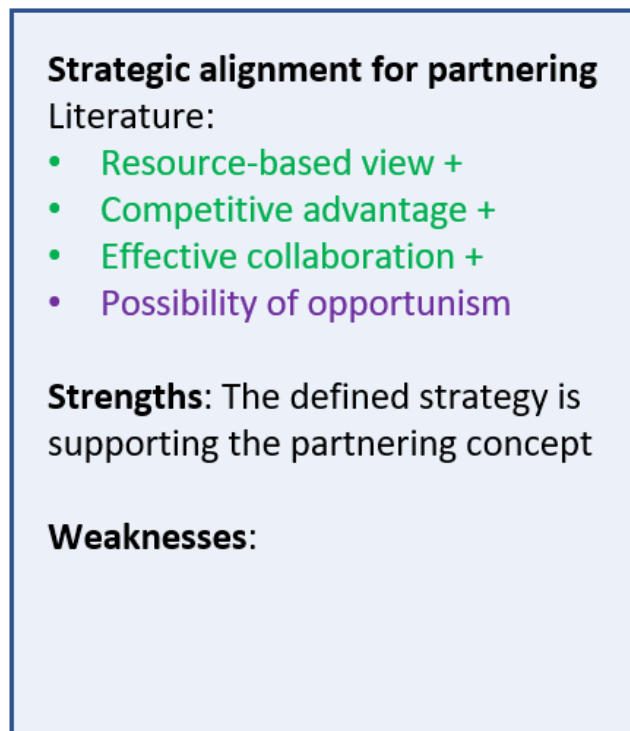 Strategic alignment for partnering
Literature:
• Resource-based view +
• Competitive advantage +
• Effective collaboration +
• Possibility of opportunism
Strengths: The defined strategy is
supporting the partnering concept
Weaknesses: